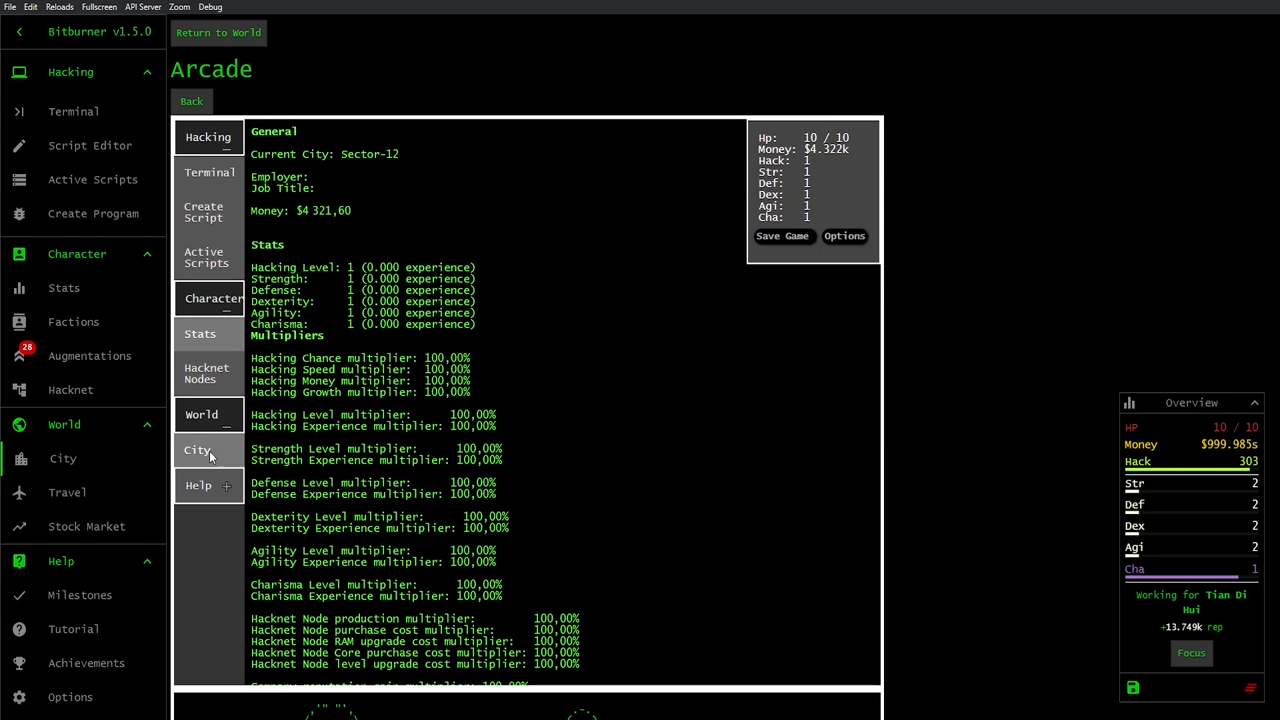 File Edit Reloads Fullscreen API Server Zoom Debug
Bitburner v1.5.0
Hacking
Terminal
Script Editor
Active Scripts
Create Program
Character
Stats
Factions
28
Augmentations
Hacknet
World
City
Travel
Stock Market
Help
Milestones
Tutorial
Achievements
Options
Return to World
Arcade
Back
Hacking
Terminal
Create
Script
Active
Scripts
Character
Stats
Hacknet
Nodes
World
City
Help +
General
Current City: Sector-12
Employer:
Job Title:
Money: $4 321,60
Stats
Hacking Level: 1 (0.000 experience)
Strength: 1 (0.000 experience)
Defense: 1 (0.000 experience)
Dexterity: 1 (0.000 experience)
Agility: 1 (0.000 experience)
Charisma: 1 (0.000 experience)
Multipliers
Hacking Chance multiplier: 100,00%
Hacking Speed multiplier: 100,00%
Hacking Money multiplier: 100,00%
Hacking Growth multiplier: 100,00%
Hacking Level multiplier: 100,00%
Hacking Experience multiplier: 100,00%
Strength Level multiplier: 100,00%
Strength Experience multiplier: 100,00%
Defense Level multiplier: 100,00%
Defense Experience multiplier: 100,00%
Dexterity Level multiplier: 100,00%
Dexterity Experience multiplier: 100,00%
Agility Level multiplier: 100,00%
Agility Experience multiplier: 100,00%
Charisma Level multiplier: 100,00%
Charisma Experience multiplier: 100,00%
Hacknet Node production multiplier: 100,00%
Hacknet Node purchase cost multiplier: 100,00%
Hacknet Node RAM upgrade cost multiplier: 100,00%
Hacknet Node Core purchase cost multiplier: 100,00%
Hacknet Node level upgrade cost multiplier: 100,00%
Company reputation gain multiplier: 100,00%
Hp: 10 / 10
Money: $4.322k
Hack: 1
Str: 1
Def: 1
Dex: 1
Agi: 1
Cha: 1
Save Game Options
Overview
HP 10 / 10
Money $999.985s
Hack 303
Str 2
Def 2
Dex 2
Agi 2
Cha 1
Working for Tian Di
Hui
+13.749k rep
Focus